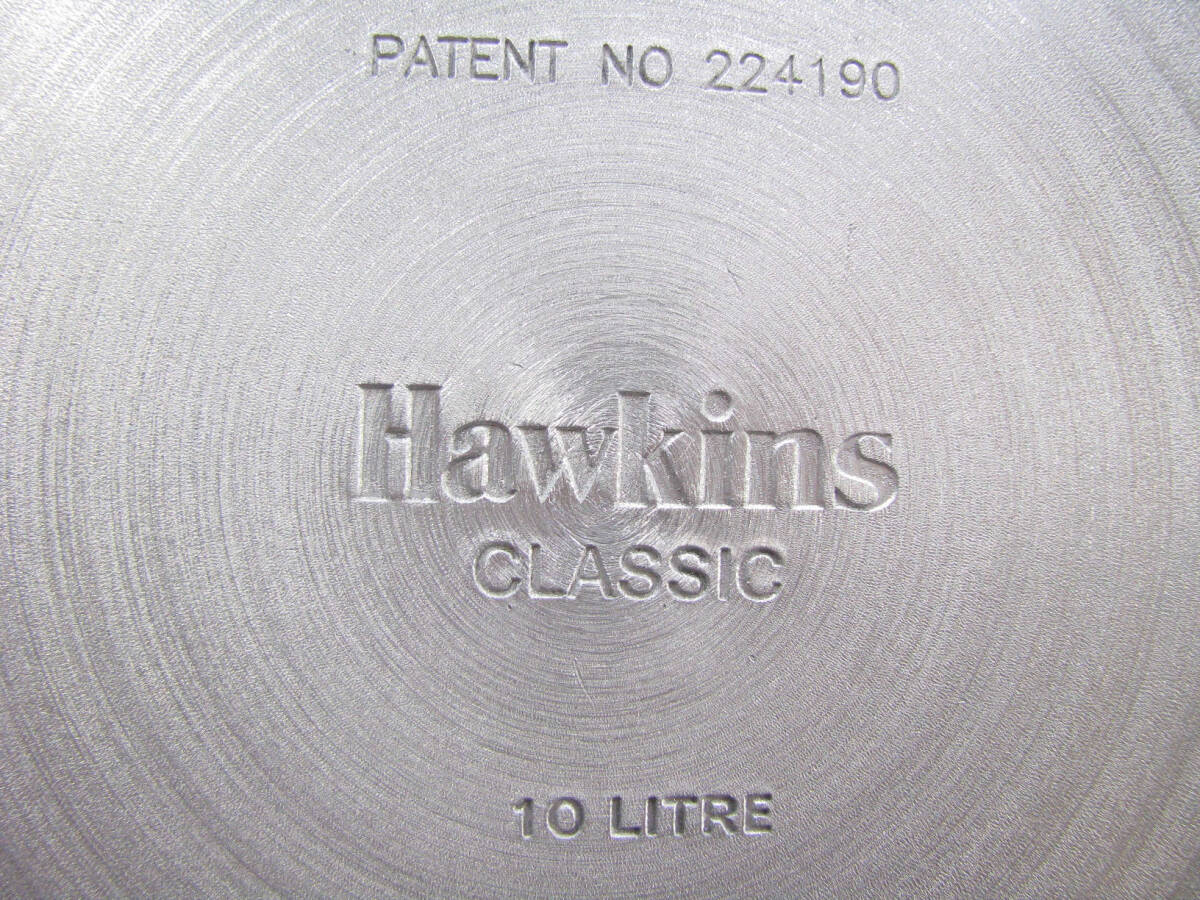 PATENT NO 224190
Hawkins
CLASSIC
10 LITRE